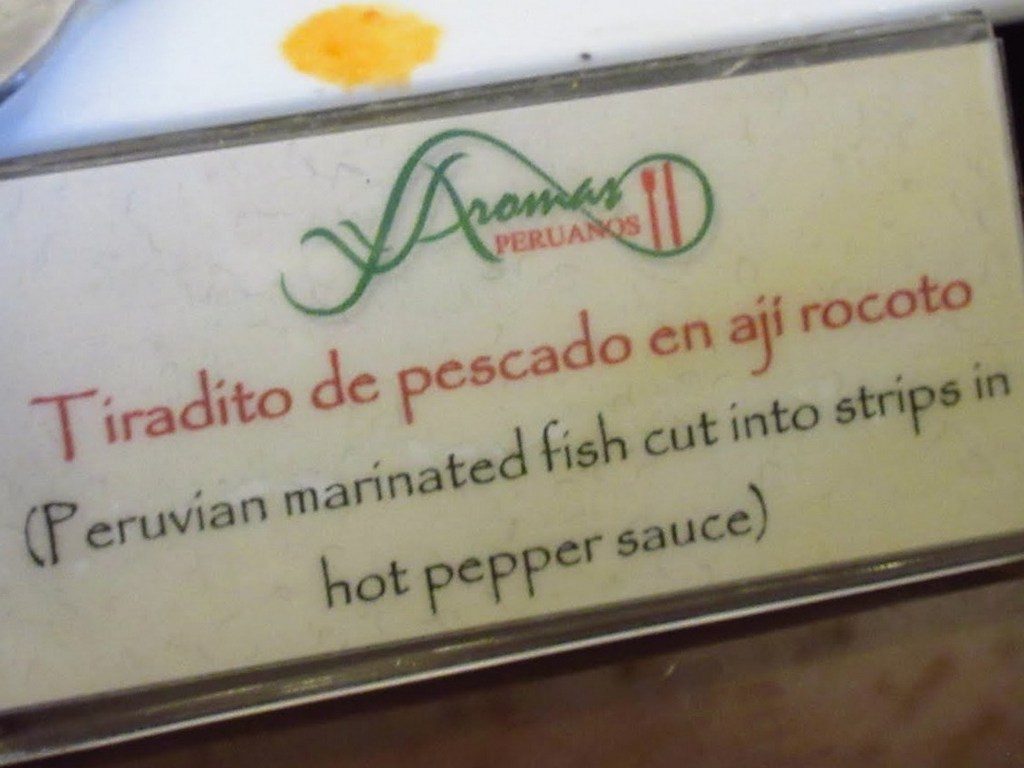 Aromas
PERUANOS
Tiradito de pescado en ají rocoto
(Peruvian marinated fish cut into strips in
hot pepper sauce)